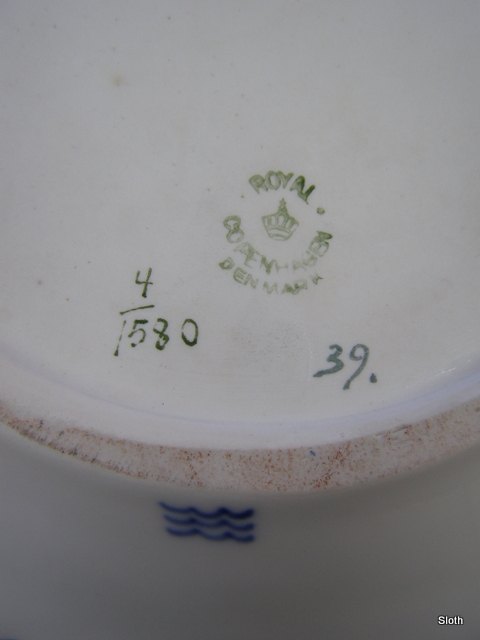 ROYAL
COPENHAGEN
DENMARK
4
1580
39.
Sloth